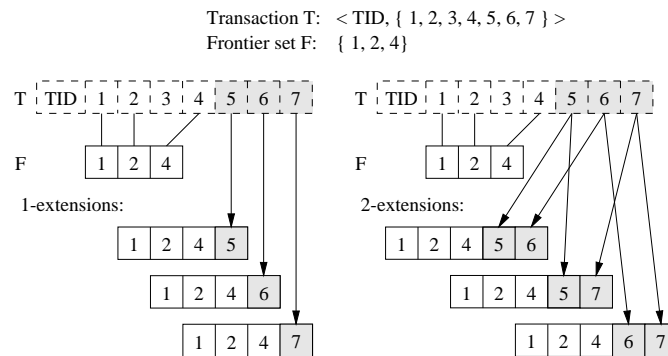 Transaction T: < TID, { 1, 2, 3, 4, 5, 6, 7 } >
Frontier set F: { 1, 2, 4}
T TID 1 2 3 4 5 6 7
F 1 2 4
1-extensions:
1 2 4 5
1 2 4 6
1 2 4 7
T TID 1 2 3 4 5 6 7
F 1 2 4
2-extensions:
1 2 4 5 6
1 2 4 5 7
1 2 4 6 7